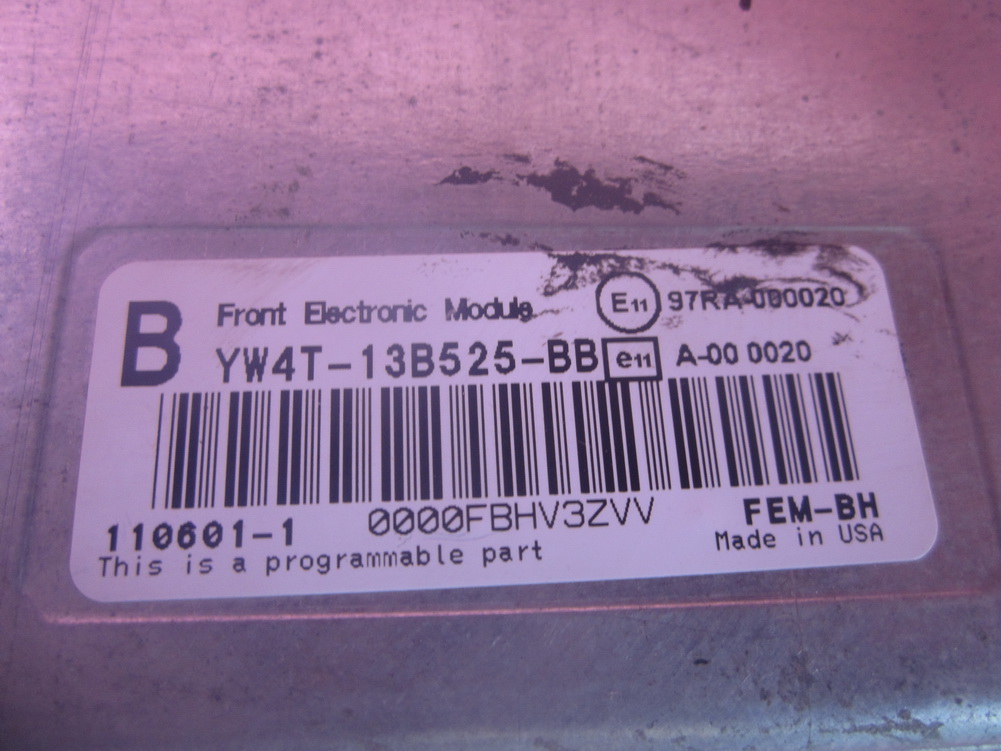 B
Front Electronic Module E11 97RA-000020
YW4T-13B525-BB e11 A-00 0020
110601-1 0000FBHV3ZVV FEM-BH
This is a programmable part Made in USA